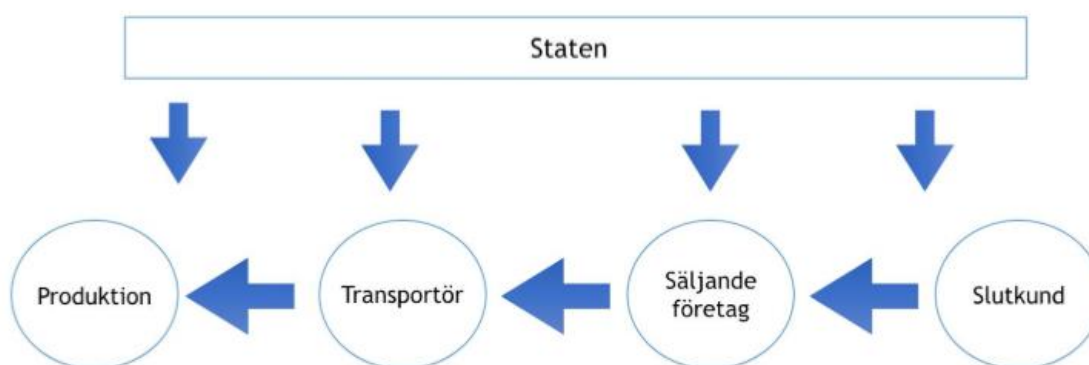 Staten
Produktion
Transportör
Säljande
företag
Slutkund